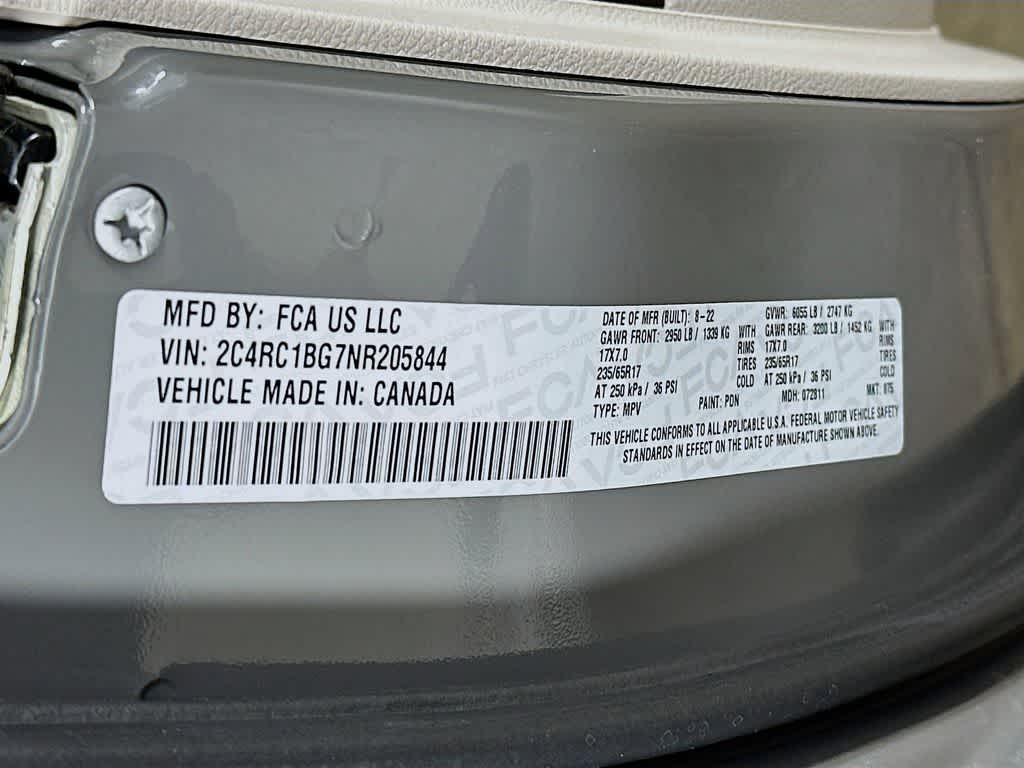 MFD BY: FCA US LLC
VIN: 2C4RC1BG7NR205844
VEHICLE MADE IN: CANADA
DATE OF MFR (BUILT): 8-22 GVWR: 6055 LB / 2747 KG
GAWR FRONT: 2950 LB / 1339 KG WITH GAWR REAR: 3200 LB / 1452 KG WITH
17X7.0 RIMS 17X7.0 RIMS
235/65R17 TIRES 235/65R17 TIRES
AT 250 kPa / 36 PSI COLD AT 250 kPa / 36 PSI COLD
TYPE: MPV PAINT: PDN MDH: 072811 MKT: 875
THIS VEHICLE CONFORMS TO ALL APPLICABLE U.S.A. FEDERAL MOTOR VEHICLE SAFETY
STANDARDS IN EFFECT ON THE DATE OF MANUFACTURE SHOWN ABOVE.